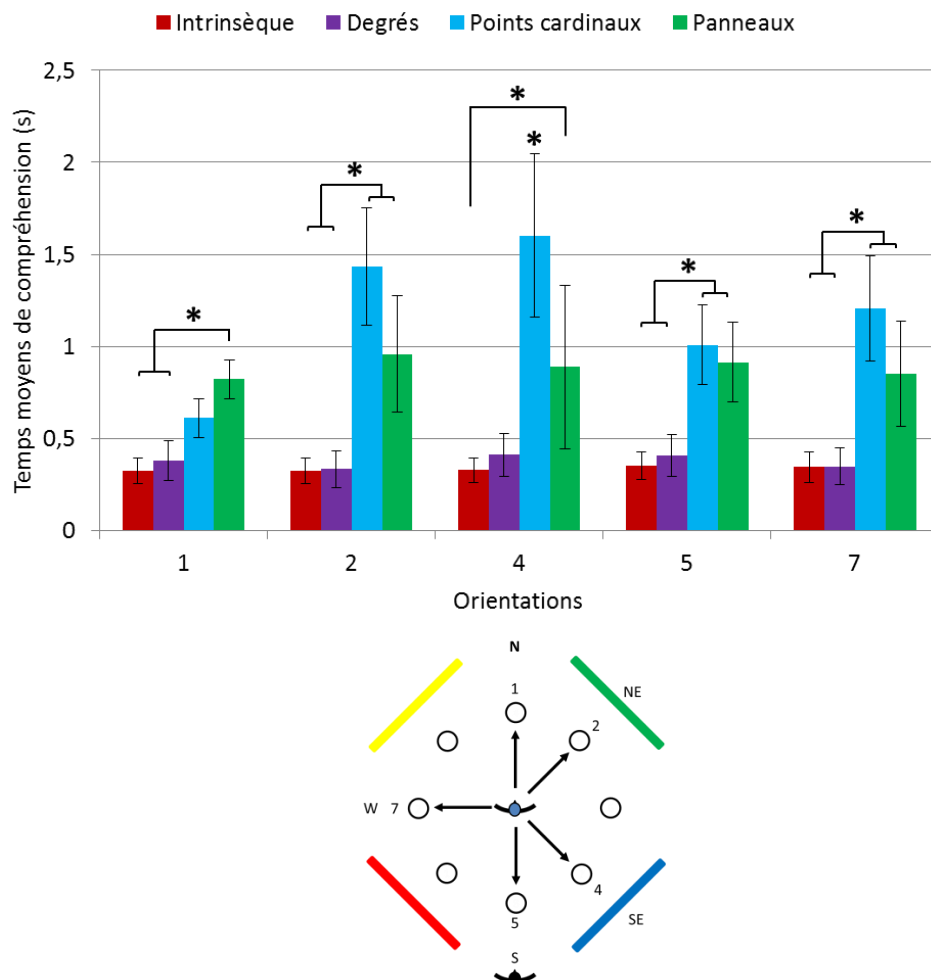 Intrinsèque Degrés Points cardinaux Panneaux
Temps moyens de compréhension (s)
2,5
2
1,5
1
0,5
0
* * * * * *
1 2 4 5 7
Orientations
N
1
NE
2
W 7
4
5
SE
S